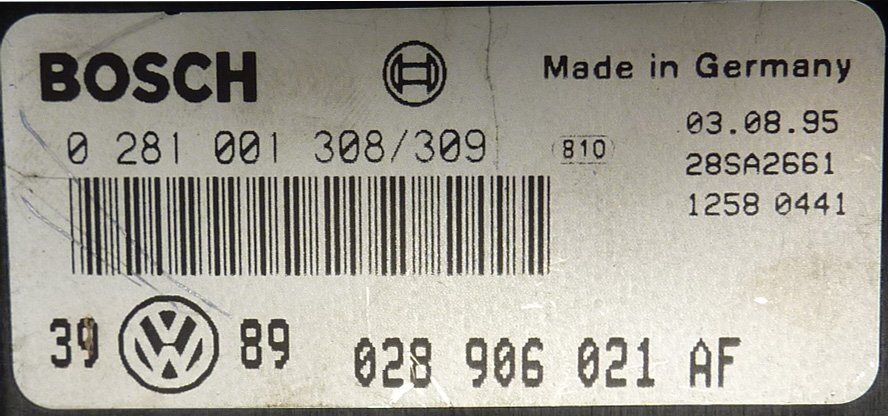 BOSCH
Made in Germany
0 281 001 308/309
810
03.08.95
28SA2661
1258 0441
39 VW 89
028 906 021 AF